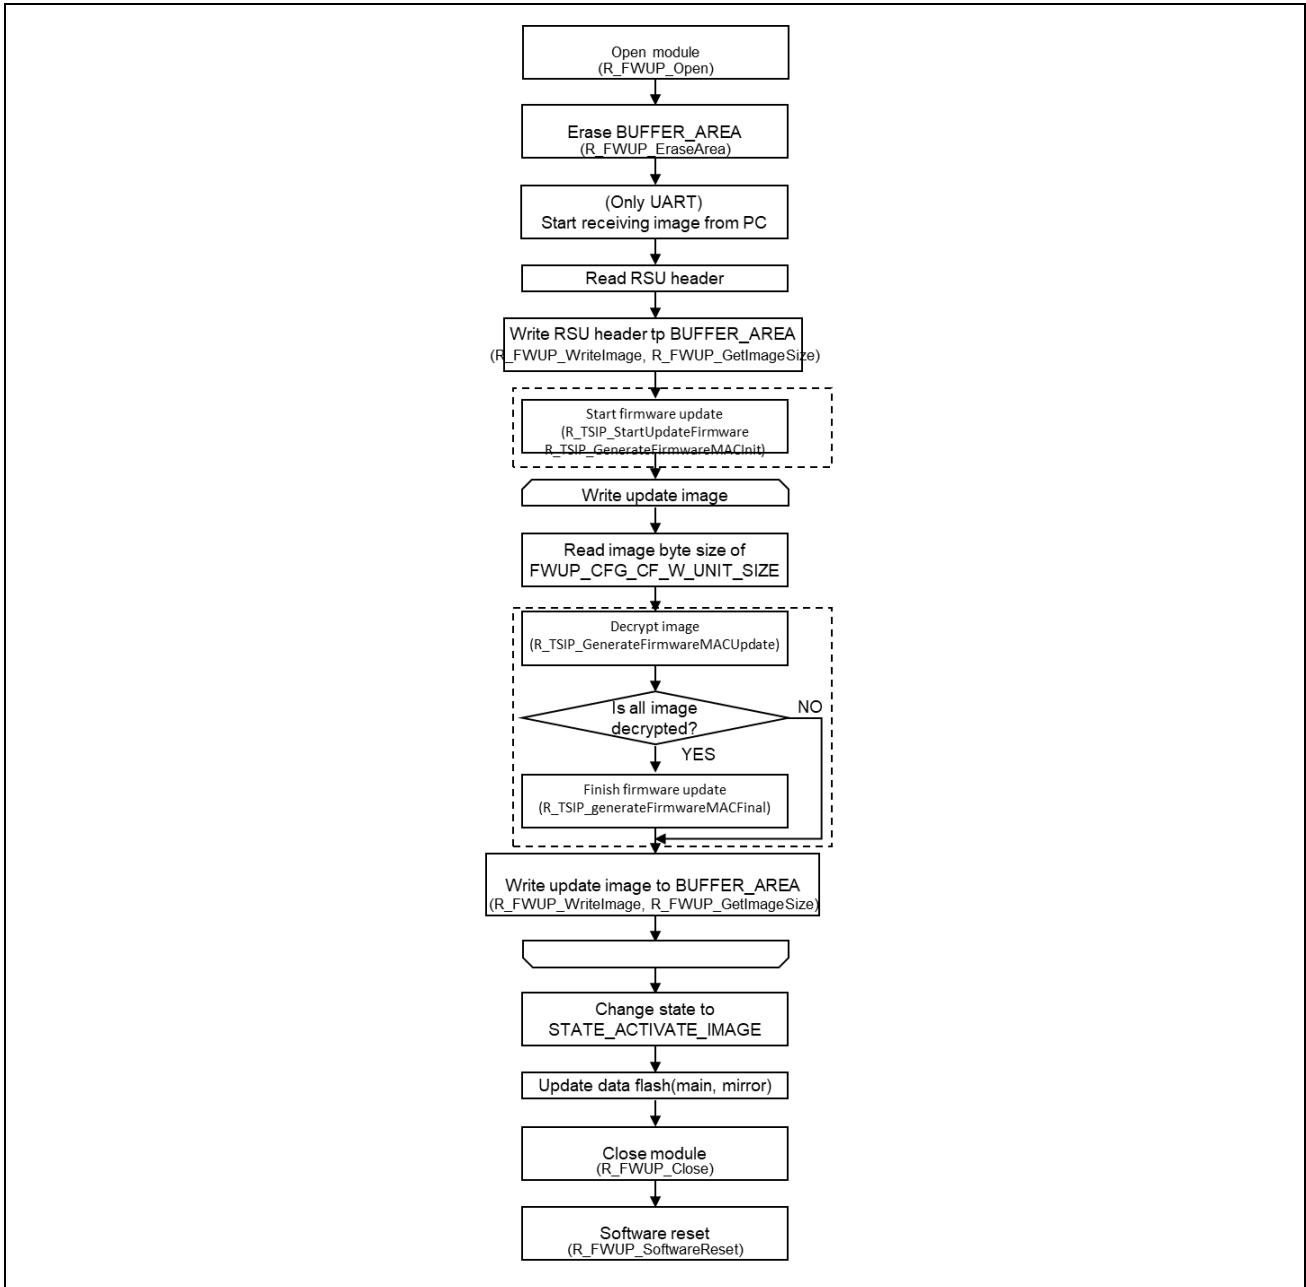 Open module
(R_FWUP_Open)
Erase BUFFER_AREA
(R_FWUP_EraseArea)
(Only UART)
Start receiving image from PC
Read RSU header
Write RSU header tp BUFFER_AREA
(R_FWUP_WriteImage, R_FWUP_GetImageSize)
Start firmware update
(R_TSIP_StartUpdateFirmware
R_TSIP_GenerateFirmwareMACInit)
Write update image
Read image byte size of
FWUP_CFG_CF_W_UNIT_SIZE
Decrypt image
(R_TSIP_GenerateFirmwareMACUpdate)
Is all image
decrypted?
NO
YES
Finish firmware update
(R_TSIP_generateFirmwareMACFinal)
Write update image to BUFFER_AREA
(R_FWUP_WriteImage, R_FWUP_GetImageSize)
Change state to
STATE_ACTIVATE_IMAGE
Update data flash(main, mirror)
Close module
(R_FWUP_Close)
Software reset
(R_FWUP_SoftwareReset)